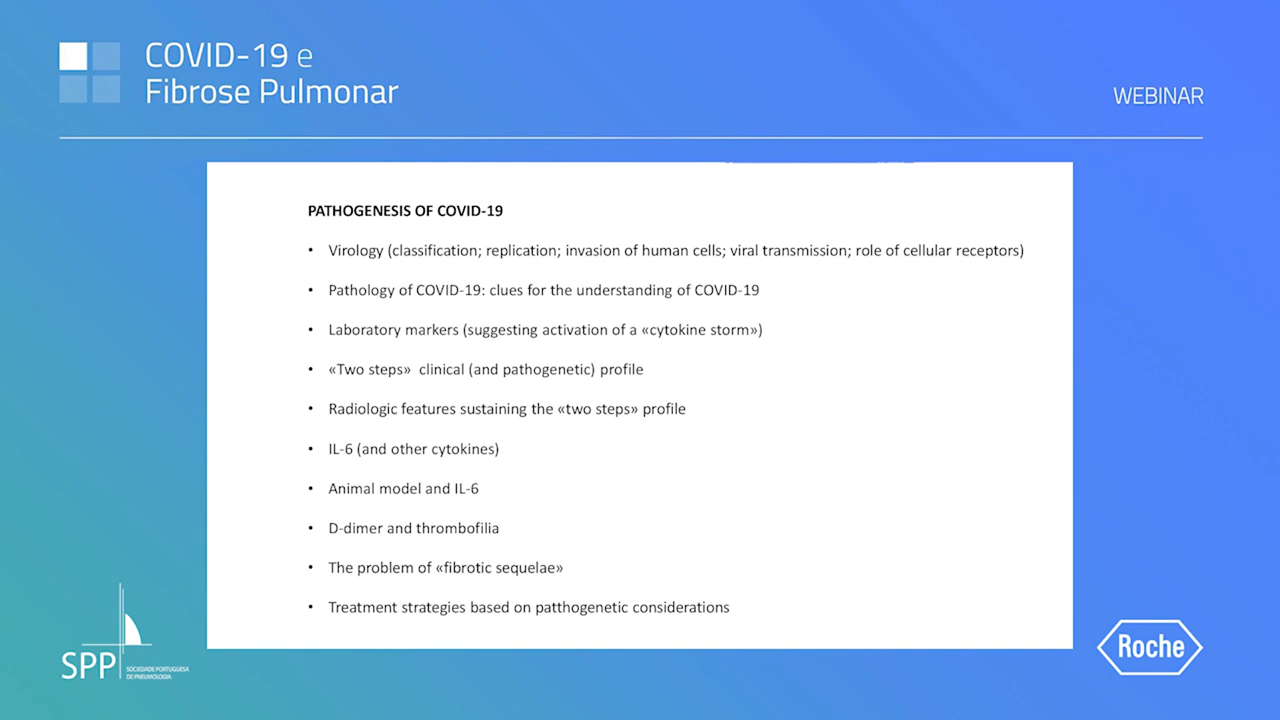 COVID-19 e
Fibrose Pulmonar
WEBINAR
PATHOGENESIS OF COVID-19
• Virology (classification; replication; invasion of human cells; viral transmission; role of cellular receptors)
• Pathology of COVID-19: clues for the understanding of COVID-19
• Laboratory markers (suggesting activation of a «cytokine storm»)
• «Two steps» clinical (and pathogenetic) profile
• Radiologic features sustaining the «two steps» profile
• IL-6 (and other cytokines)
• Animal model and IL-6
• D-dimer and thrombofilia
• The problem of «fibrotic sequelae»
• Treatment strategies based on patthogenetic considerations
SPP
SOCIEDADE PORTUGUESA
DE PNEUMOLOGIA
Roche